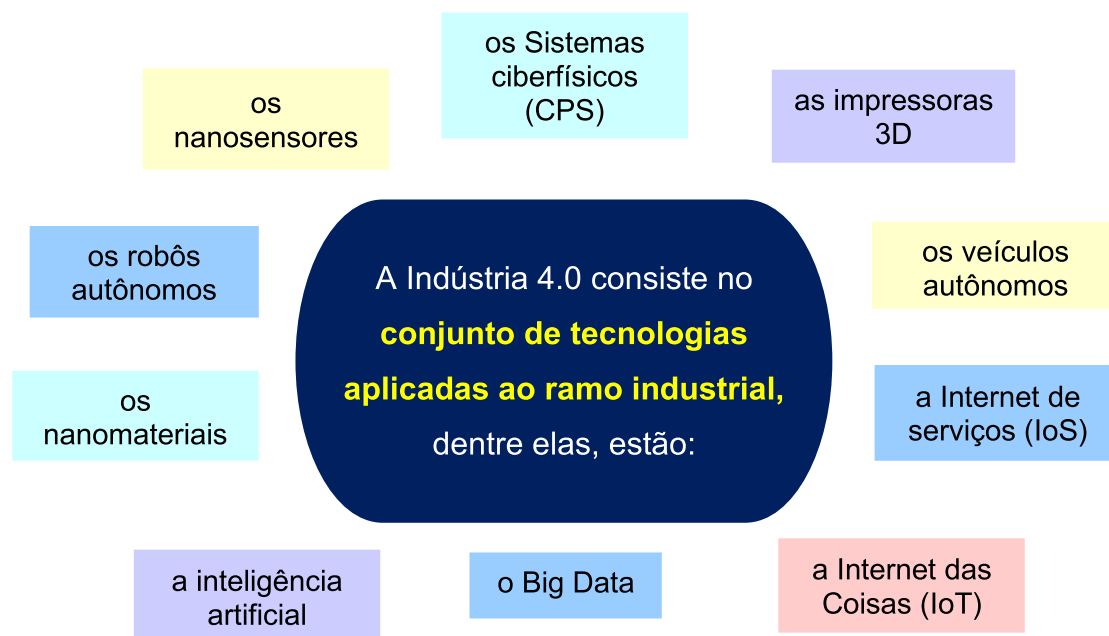 os Sistemas
ciberfísicos
(CPS)
os
nanosensores
as impressoras
3D
os robôs
autônomos
A Indústria 4.0 consiste no
conjunto de tecnologias
aplicadas ao ramo industrial,
dentre elas, estão:
os veículos
autônomos
os
nanomateriais
a Internet de
serviços (IoS)
a inteligência
artificial
o Big Data
a Internet das
Coisas (IoT)